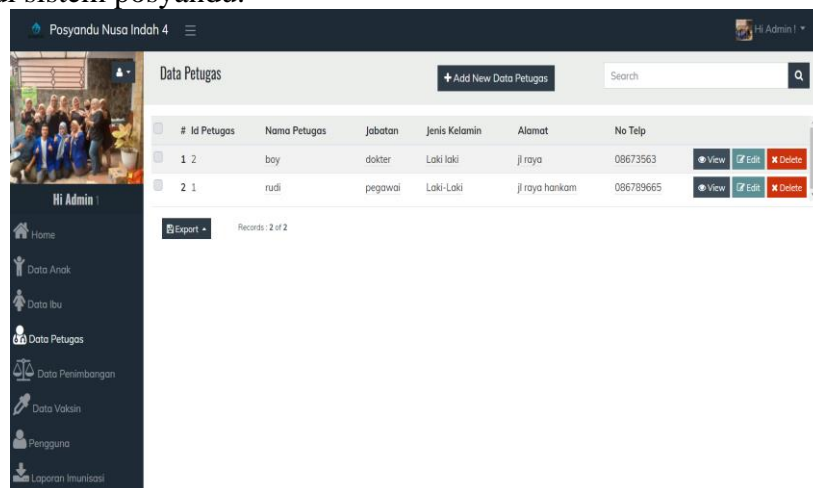 di sistem posyandu.
Posyandu Nusa Indah 4
Hi Admin !
Data Petugas
+ Add New Data Petugas
Search
# Id Petugas Nama Petugas Jabatan Jenis Kelamin Alamat No Telp
1 2 boy dokter Laki laki jl raya 08673563 View Edit Delete
2 1 rudi pegawai Laki-Laki jl raya hankam 086789665 View Edit Delete
Export Records : 2 of 2
Hi Admin !
Home
Data Anak
Data Ibu
Data Petugas
Data Penimbangan
Data Vaksin
Pengguna
Laporan Imunisasi